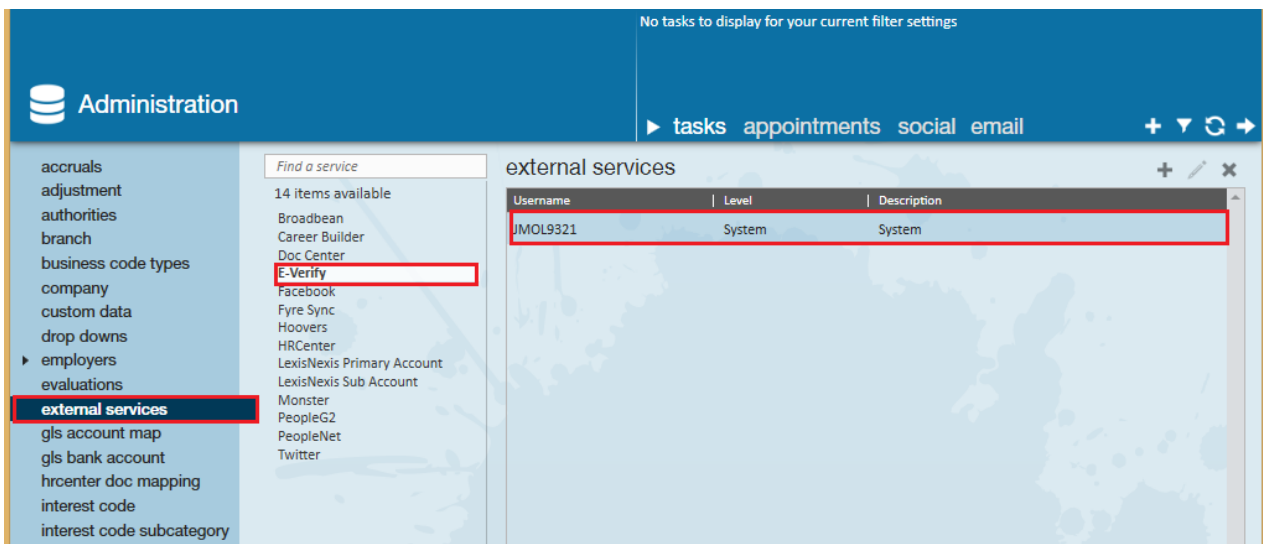 No tasks to display for your current filter settings
Administration
tasks appointments social email
accruals
adjustment
authorities
branch
business code types
company
custom data
drop downs
employers
evaluations
external services
gls account map
gls bank account
hrcenter doc mapping
interest code
interest code subcategory
Find a service
14 items available
Broadbean
Career Builder
Doc Center
E-Verify
Facebook
Fyre Sync
Hoovers
HRCenter
LexisNexis Primary Account
LexisNexis Sub Account
Monster
PeopleG2
PeopleNet
Twitter
external services
Username | Level | Description
JMOL9321 System System